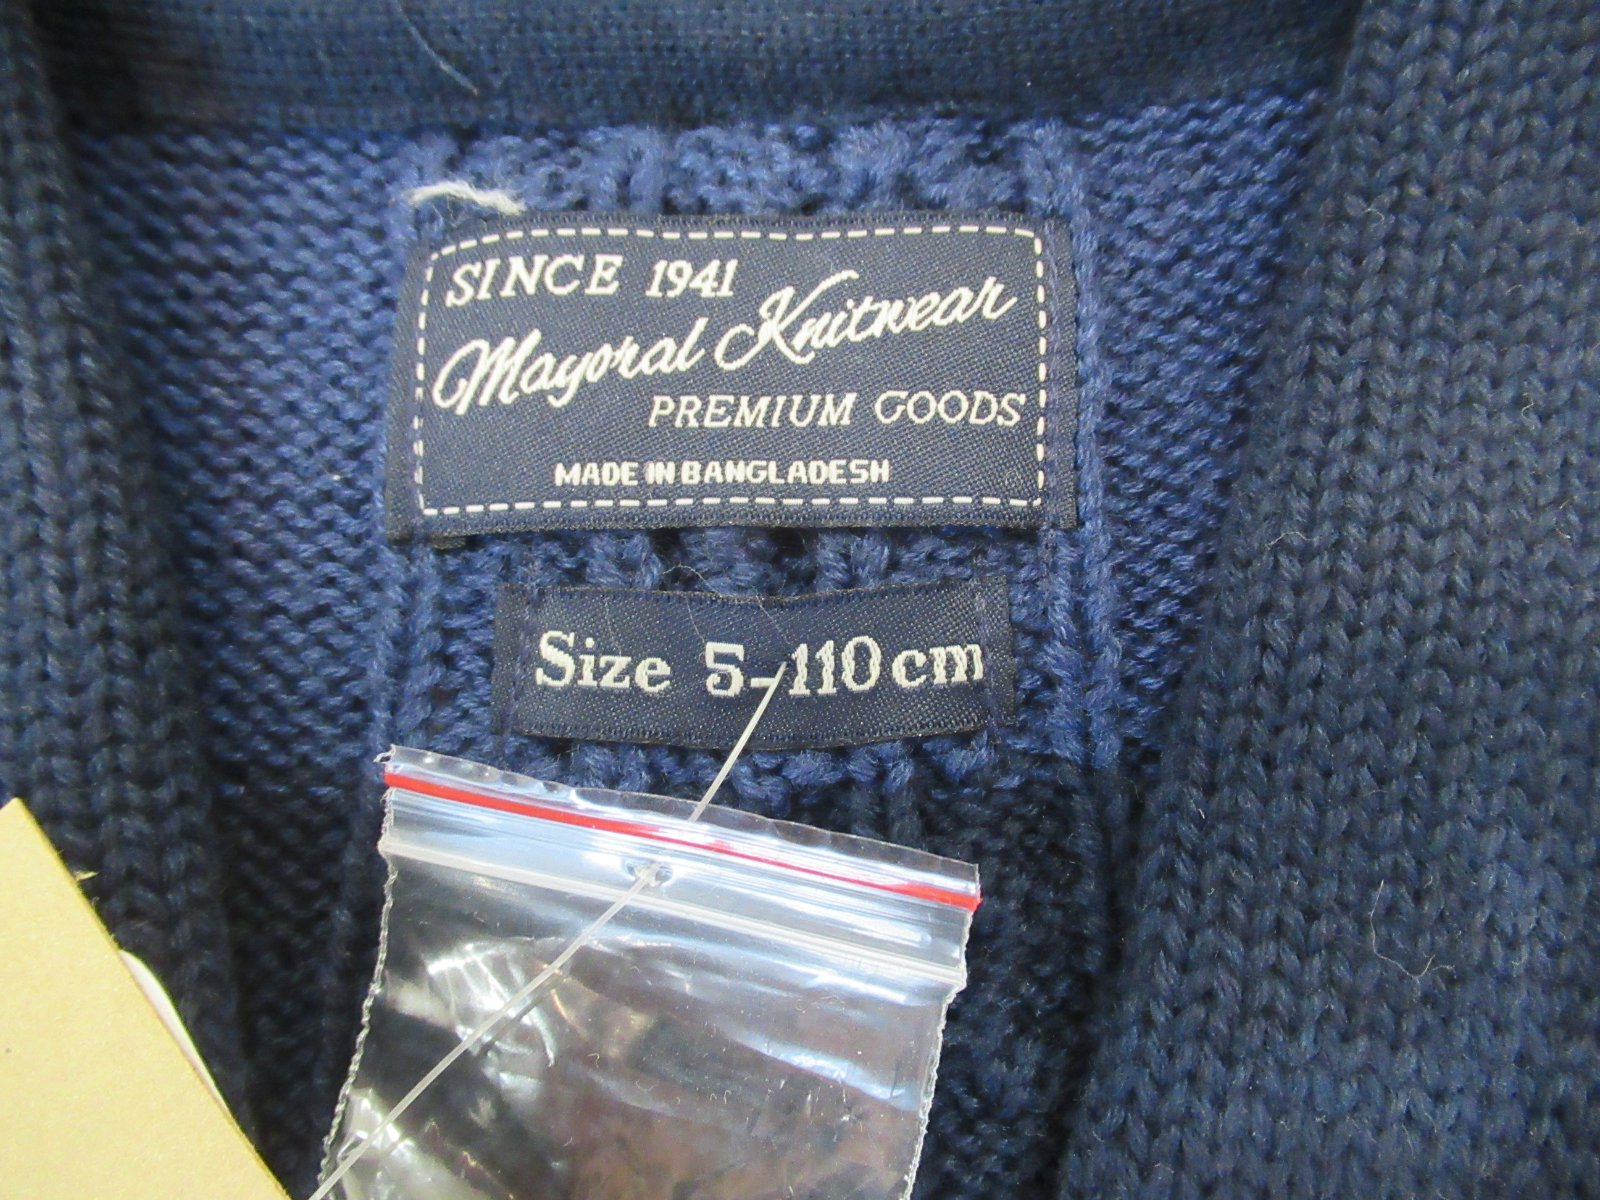 SINCE 1941
Mayoral Knitwear
PREMIUM GOODS
MADE IN BANGLADESH
Size 5-110cm